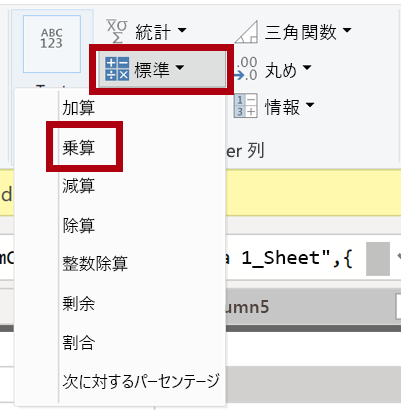 ABC
123
統計
標準
三角関数
丸め
情報
加算
乗算
減算
除算
整数除算
剰余
割合
次に対するパーセンテージ
er 列
d
a 1_Sheet",{
umn5